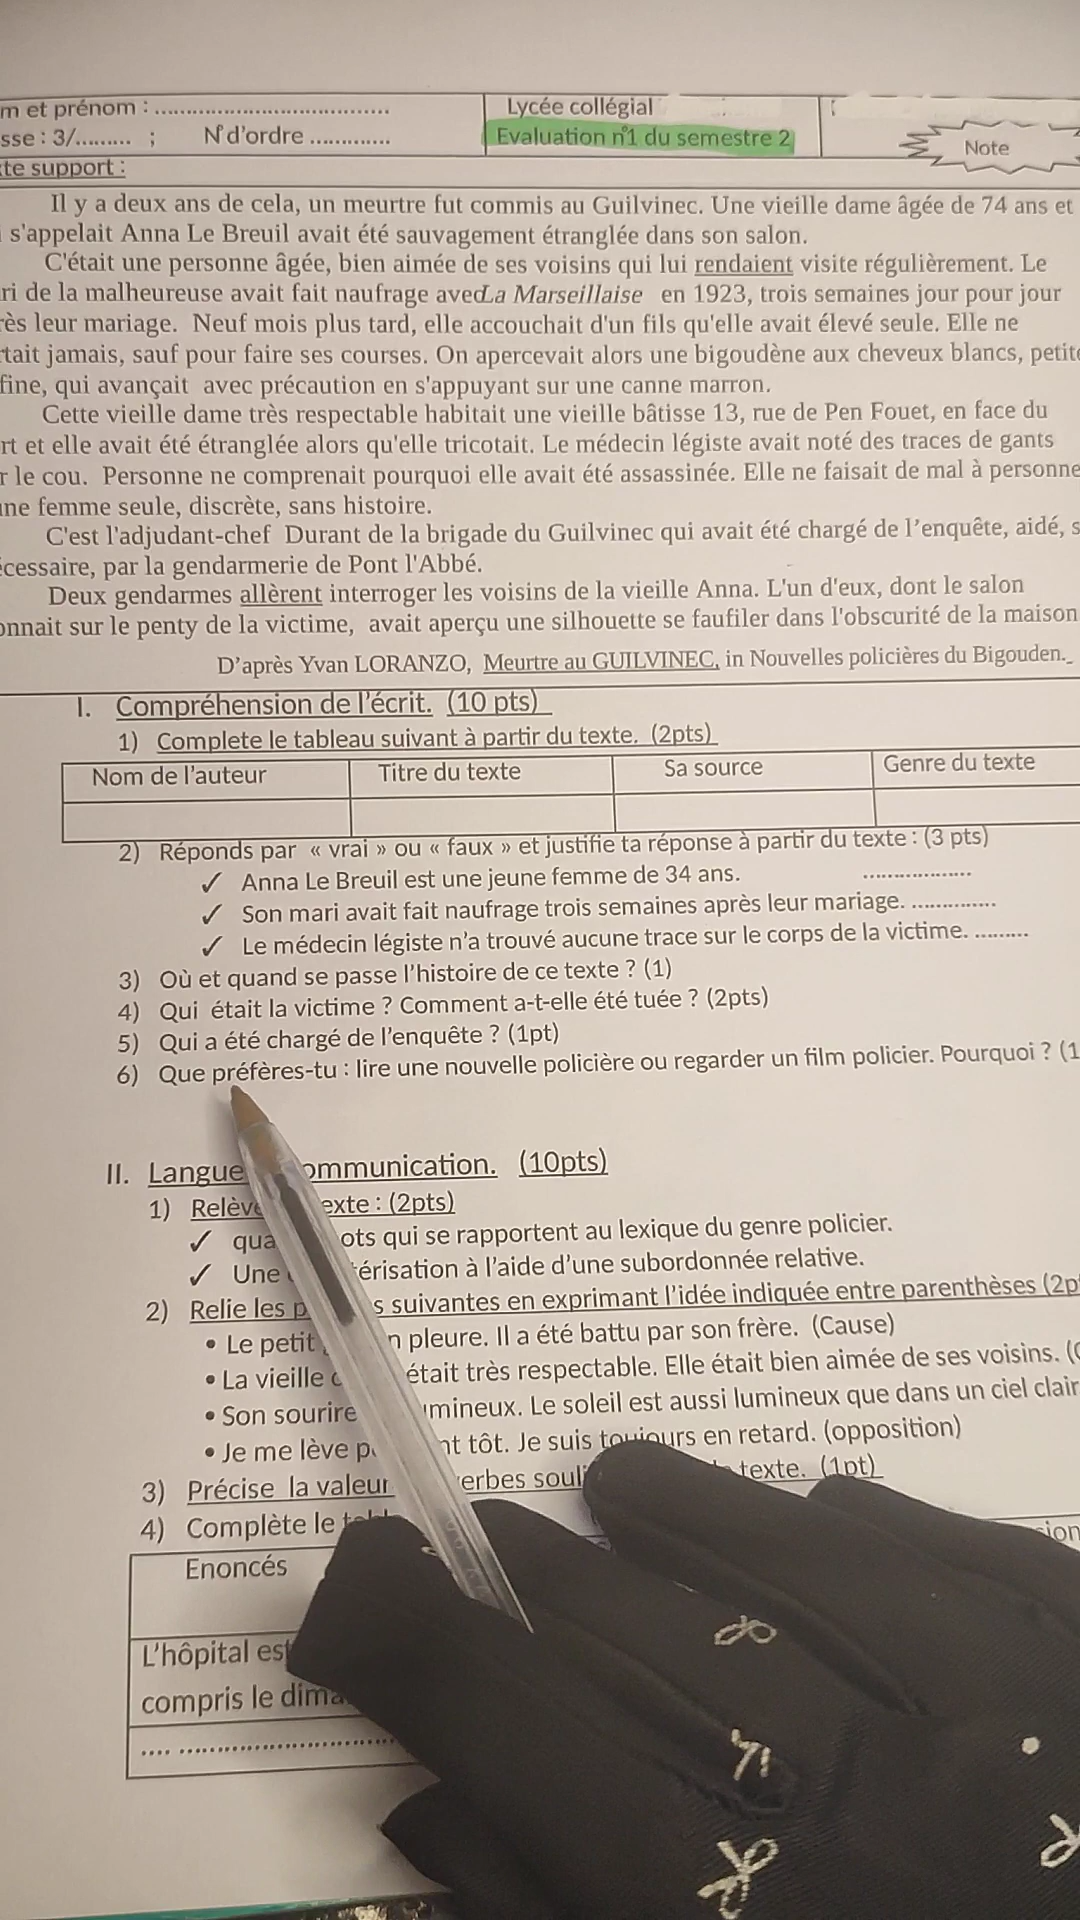 m et prénom : ......................................
Lycée collégial
sse : 3/......... ; N° d'ordre .............
Evaluation n°1 du semestre 2
Note
te support :
Il y a deux ans de cela, un meurtre fut commis au Guilvinec. Une vieille dame âgée de 74 ans et
s'appelait Anna Le Breuil avait été sauvagement étranglée dans son salon.
C'était une personne âgée, bien aimée de ses voisins qui lui rendaient visite régulièrement. Le
ri de la malheureuse avait fait naufrage avec La Marseillaise en 1923, trois semaines jour pour jour
rès leur mariage. Neuf mois plus tard, elle accouchait d'un fils qu'elle avait élevé seule. Elle ne
tait jamais, sauf pour faire ses courses. On apercevait alors une bigoudène aux cheveux blancs, petite
fine, qui avançait avec précaution en s'appuyant sur une canne marron.
Cette vieille dame très respectable habitait une vieille bâtisse 13, rue de Pen Fouet, en face du
rt et elle avait été étranglée alors qu'elle tricotait. Le médecin légiste avait noté des traces de gants
r le cou. Personne ne comprenait pourquoi elle avait été assassinée. Elle ne faisait de mal à personne
une femme seule, discrète, sans histoire.
C'est l'adjudant-chef Durant de la brigade du Guilvinec qui avait été chargé de l'enquête, aidé, s
écessaire, par la gendarmerie de Pont l'Abbé.
Deux gendarmes allèrent interroger les voisins de la vieille Anna. L'un d'eux, dont le salon
onnait sur le penty de la victime, avait aperçu une silhouette se faufiler dans l'obscurité de la maison
D'après Yvan LORANZO, Meurtre au GUILVINEC, in Nouvelles policières du Bigouden.
I. Compréhension de l'écrit. (10 pts)
1) Complete le tableau suivant à partir du texte. (2pts)
Nom de l'auteur Titre du texte Sa source Genre du texte
2) Réponds par « vrai » ou « faux » et justifie ta réponse à partir du texte : (3 pts)
✓ Anna Le Breuil est une jeune femme de 34 ans. ..................
✓ Son mari avait fait naufrage trois semaines après leur mariage. ..............
✓ Le médecin légiste n'a trouvé aucune trace sur le corps de la victime. .........
3) Où et quand se passe l'histoire de ce texte ? (1)
4) Qui était la victime ? Comment a-t-elle été tuée ? (2pts)
5) Qui a été chargé de l'enquête ? (1pt)
6) Que préfères-tu : lire une nouvelle policière ou regarder un film policier. Pourquoi ? (1
II. Langue ommunication. (10pts)
1) Relève exte : (2pts)
✓ qua ots qui se rapportent au lexique du genre policier.
✓ Une érisation à l'aide d'une subordonnée relative.
2) Relie les p s suivantes en exprimant l'idée indiquée entre parenthèses (2p
• Le petit n pleure. Il a été battu par son frère. (Cause)
• La vieille était très respectable. Elle était bien aimée de ses voisins. (
• Son sourire umineux. Le soleil est aussi lumineux que dans un ciel clair
• Je me lève p nt tôt. Je suis toujours en retard. (opposition)
3) Précise la valeur erbes souli texte. (1pt)
4) Complète le sion
Enoncés
L'hôpital est
compris le dima
.... ..............................